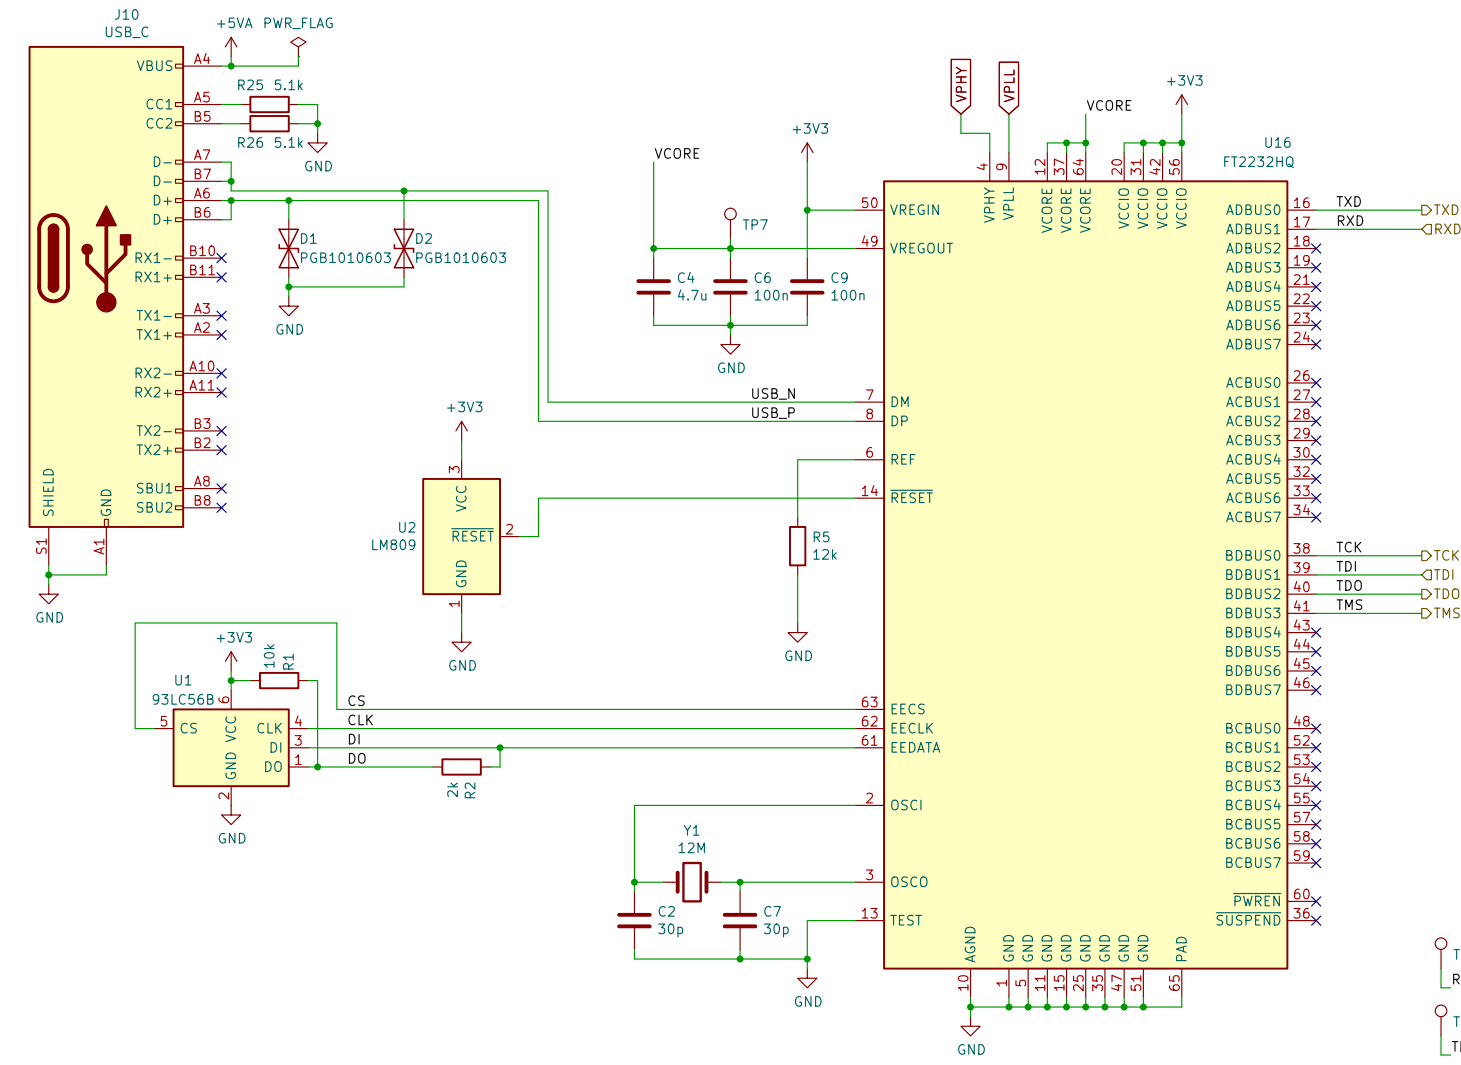 J10
USB_C
+5VA PWR_FLAG
VBUS A4
R25 5.1k
CC1 A5
CC2 B5
R26 5.1k
GND
D- A7
D- B7
D+ A6
D+ B6
D1
PGB1010603
D2
PGB1010603
GND
RX1- B10
RX1+ B11
TX1- A3
TX1+ A2
RX2- A10
RX2+ A11
TX2- B3
TX2+ B2
SBU1 A8
SBU2 B8
SHIELD
GND
S1
A1
GND
+3V3
3
VCC
U2
LM809
RESET 2
GND
1
GND
+3V3
10k
R1
U1
93LC56B
6
5 CS
VCC
CLK 4
DI 3
DO 1
GND
2
GND
CS
CLK
DI
DO
2k
R2
VCORE
+3V3
TP7
C4
4.7u
C6
100n
C9
100n
GND
USB_N
USB_P
R5
12k
GND
Y1
12M
C2
30p
C7
30p
GND
VPHY
VPLL
VCORE
+3V3
U16
FT2232HQ
4
9
12
37
64
20
31
42
56
VPHY
VPLL
VCORE
VCORE
VCORE
VCCIO
VCCIO
VCCIO
VCCIO
50 VREGIN
49 VREGOUT
7 DM
8 DP
6 REF
14 RESET
63 EECS
62 EECLK
61 EEDATA
2 OSCI
3 OSCO
13 TEST
ADBUS0 16 TXD TXD
ADBUS1 17 RXD RXD
ADBUS2 18
ADBUS3 19
ADBUS4 21
ADBUS5 22
ADBUS6 23
ADBUS7 24
ACBUS0 26
ACBUS1 27
ACBUS2 28
ACBUS3 29
ACBUS4 30
ACBUS5 32
ACBUS6 33
ACBUS7 34
BDBUS0 38 TCK TCK
BDBUS1 39 TDI TDI
BDBUS2 40 TDO TDO
BDBUS3 41 TMS TMS
BDBUS4 43
BDBUS5 44
BDBUS6 45
BDBUS7 46
BCBUS0 48
BCBUS1 52
BCBUS2 53
BCBUS3 54
BCBUS4 55
BCBUS5 57
BCBUS6 58
BCBUS7 59
PWREN 60
SUSPEND 36
AGND
GND
GND
GND
GND
GND
GND
GND
GND
PAD
10
1
5
11
15
25
35
47
51
65
GND
T
R
T